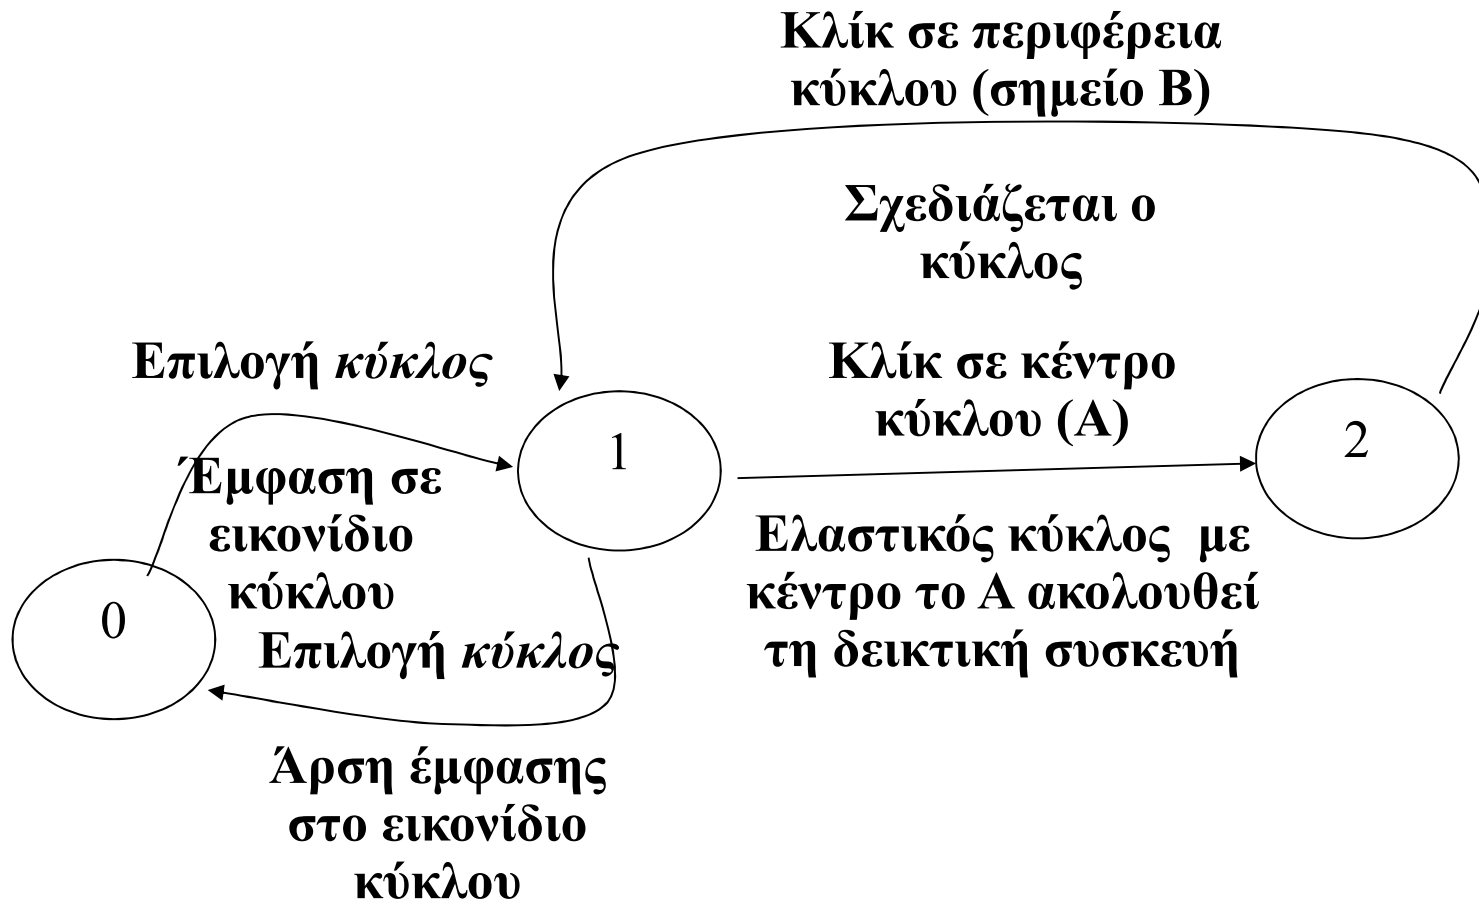 Κλίκ σε περιφέρεια
κύκλου (σημείο Β)
Σχεδιάζεται ο
κύκλος
Επιλογή κύκλος
Έμφαση σε
εικονίδιο
κύκλου
0
1
Κλίκ σε κέντρο
κύκλου (Α)
2
Ελαστικός κύκλος με
κέντρο το Α ακολουθεί
τη δεικτική συσκευή
Επιλογή κύκλος
Άρση έμφασης
στο εικονίδιο
κύκλου